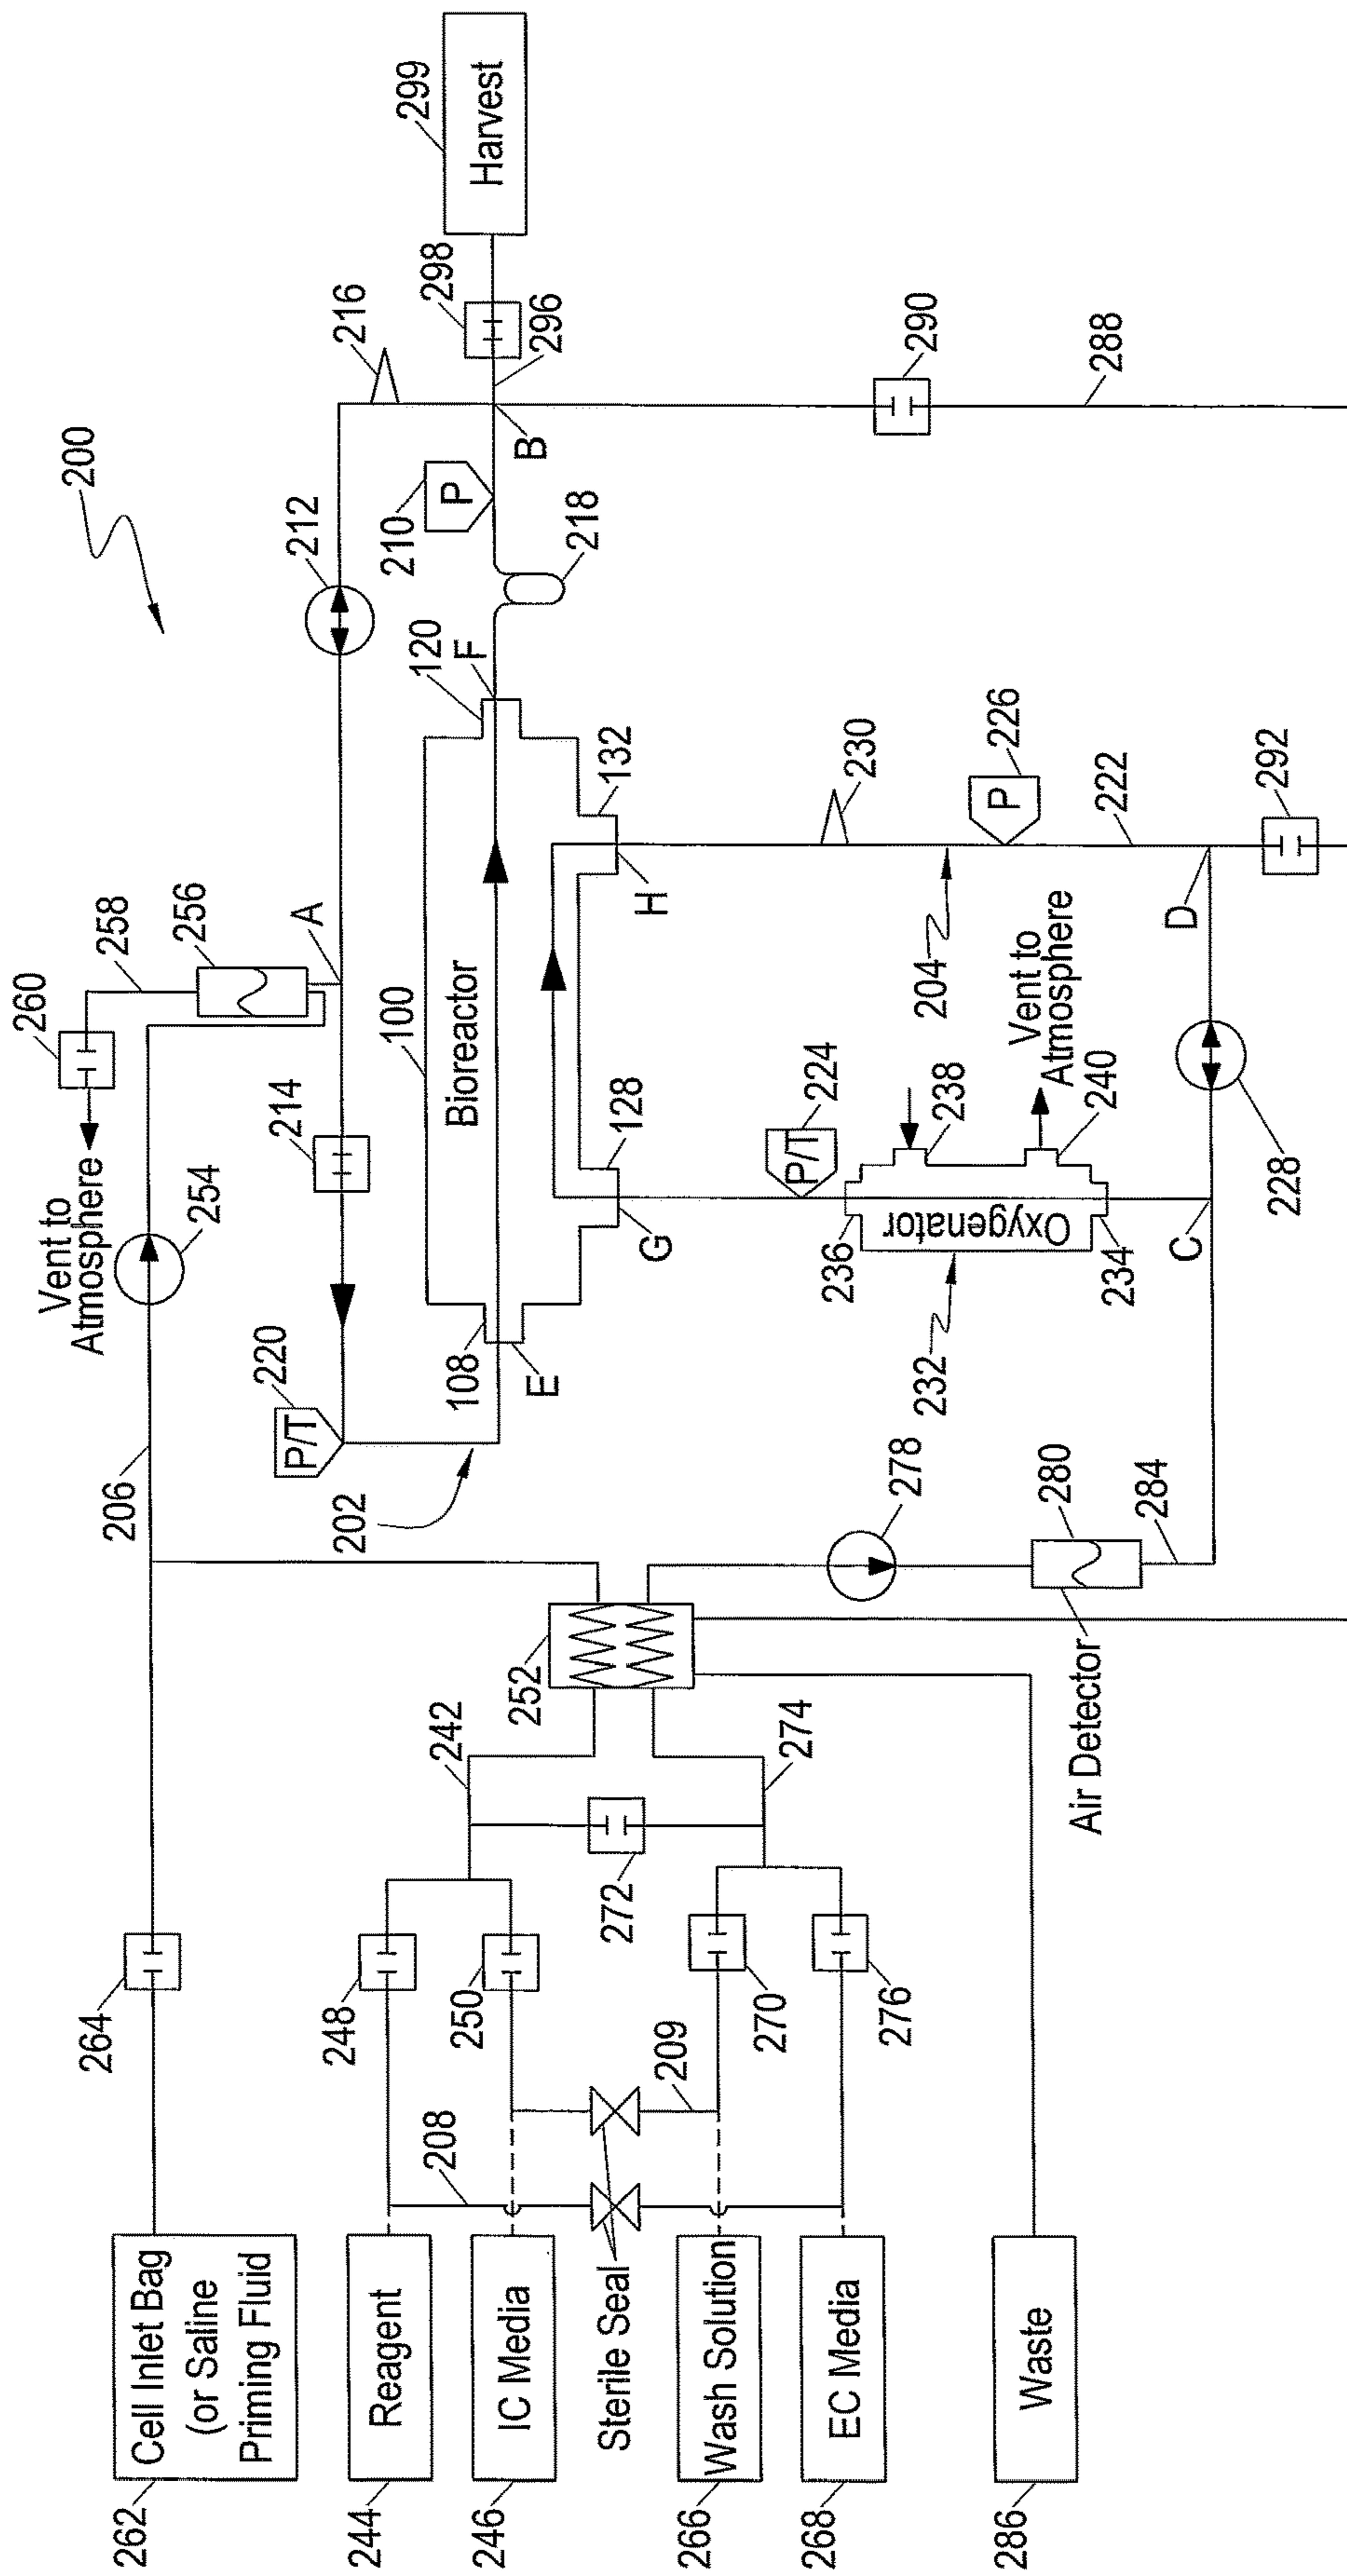 200
Vent to
Atmosphere
260
258
256
A
254
214
220
P/T
206
202
264
Cell Inlet Bag
(or Saline
Priming Fluid
262
212
216
299
Harvest
298
296
B
P
210
218
F
120
100
Bioreactor
108
E
128
G
132
H
290
288
230
P
226
222
204
292
D
Vent to
Atmosphere
P/T
224
238
240
236
Oxygenator
234
232
C
228
278
280
284
Air Detector
252
242
274
272
248
250
270
276
209
208
Sterile Seal
Reagent
244
IC Media
246
Wash Solution
266
EC Media
268
Waste
286